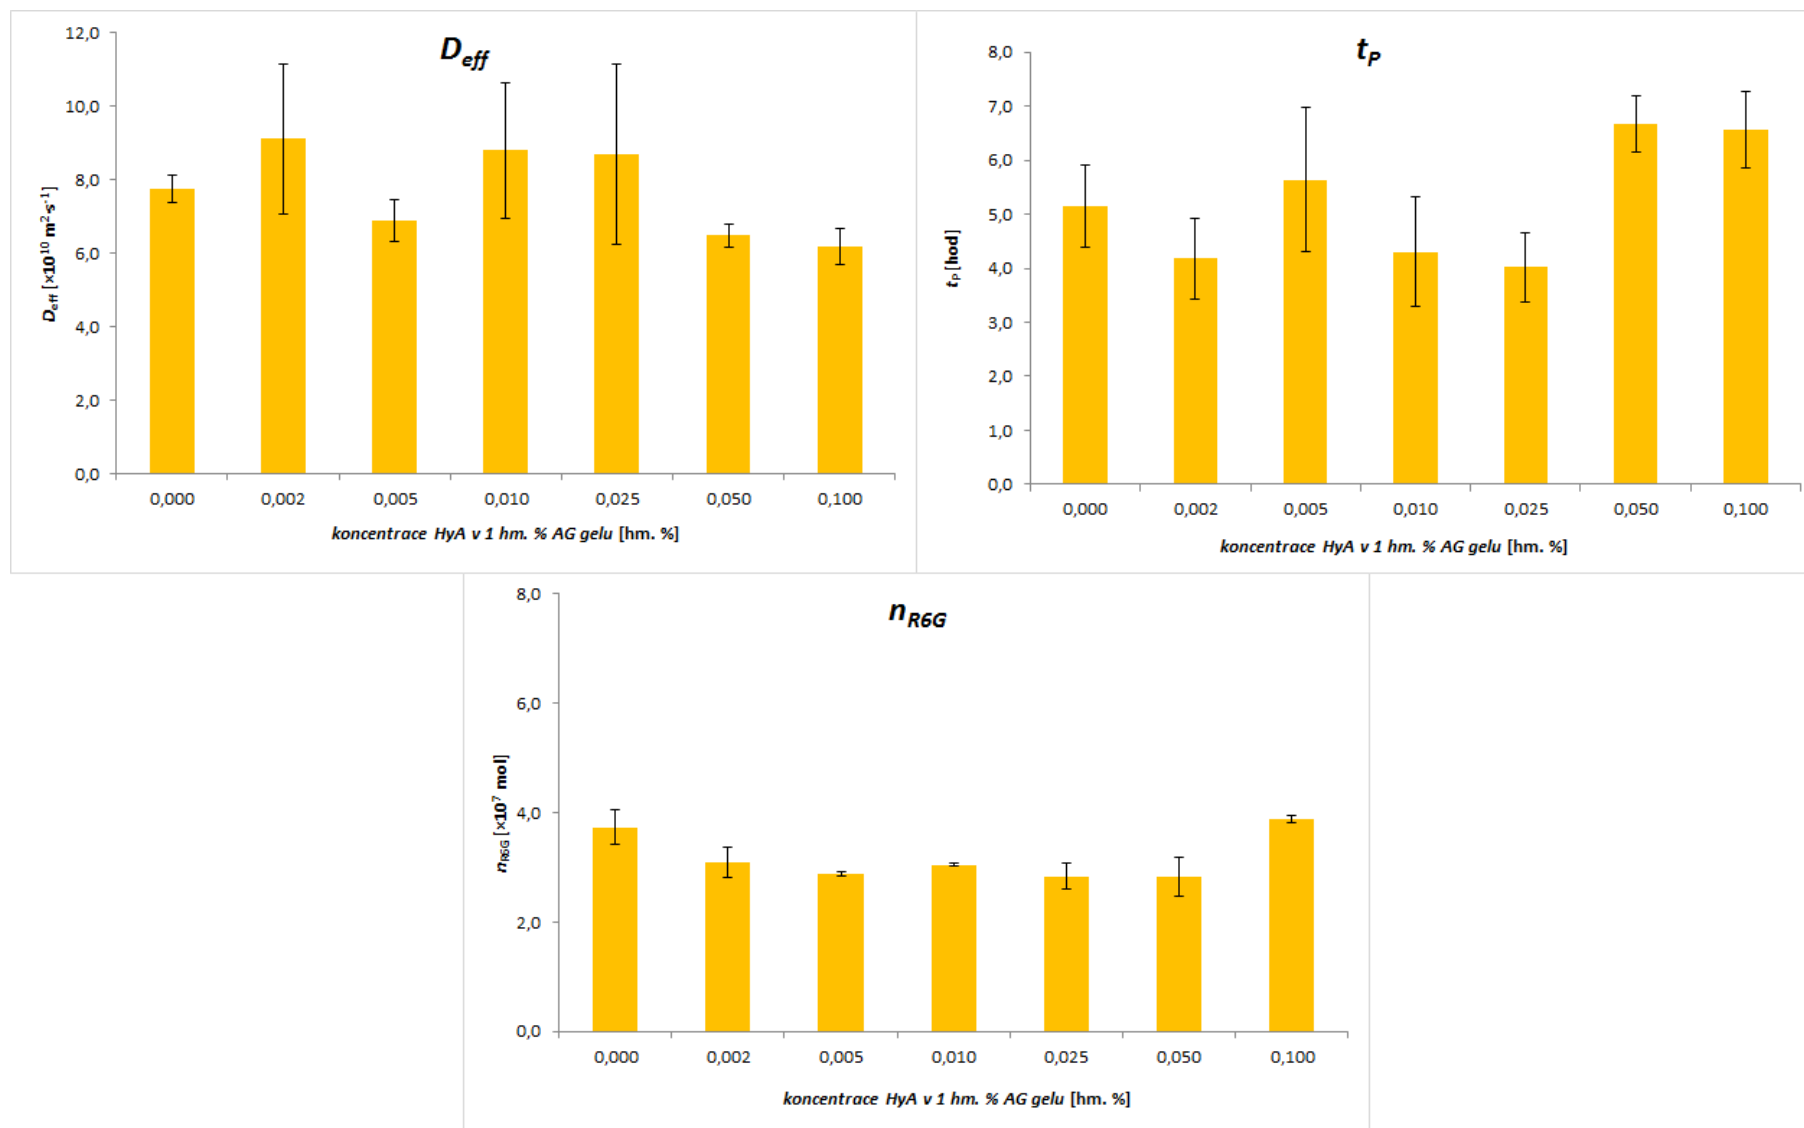 D_eff
12,0
10,0
8,0
6,0
4,0
2,0
0,0
D_eff [×10¹⁰ m²·s⁻¹]
0,000 0,002 0,005 0,010 0,025 0,050 0,100
koncentrace HyA v 1 hm. % AG gelu [hm. %]
t_P
8,0
7,0
6,0
5,0
4,0
3,0
2,0
1,0
0,0
t_P [hod]
0,000 0,002 0,005 0,010 0,025 0,050 0,100
koncentrace HyA v 1 hm. % AG gelu [hm. %]
n_R6G
8,0
6,0
4,0
2,0
0,0
n_R6G [×10⁷ mol]
0,000 0,002 0,005 0,010 0,025 0,050 0,100
koncentrace HyA v 1 hm. % AG gelu [hm. %]